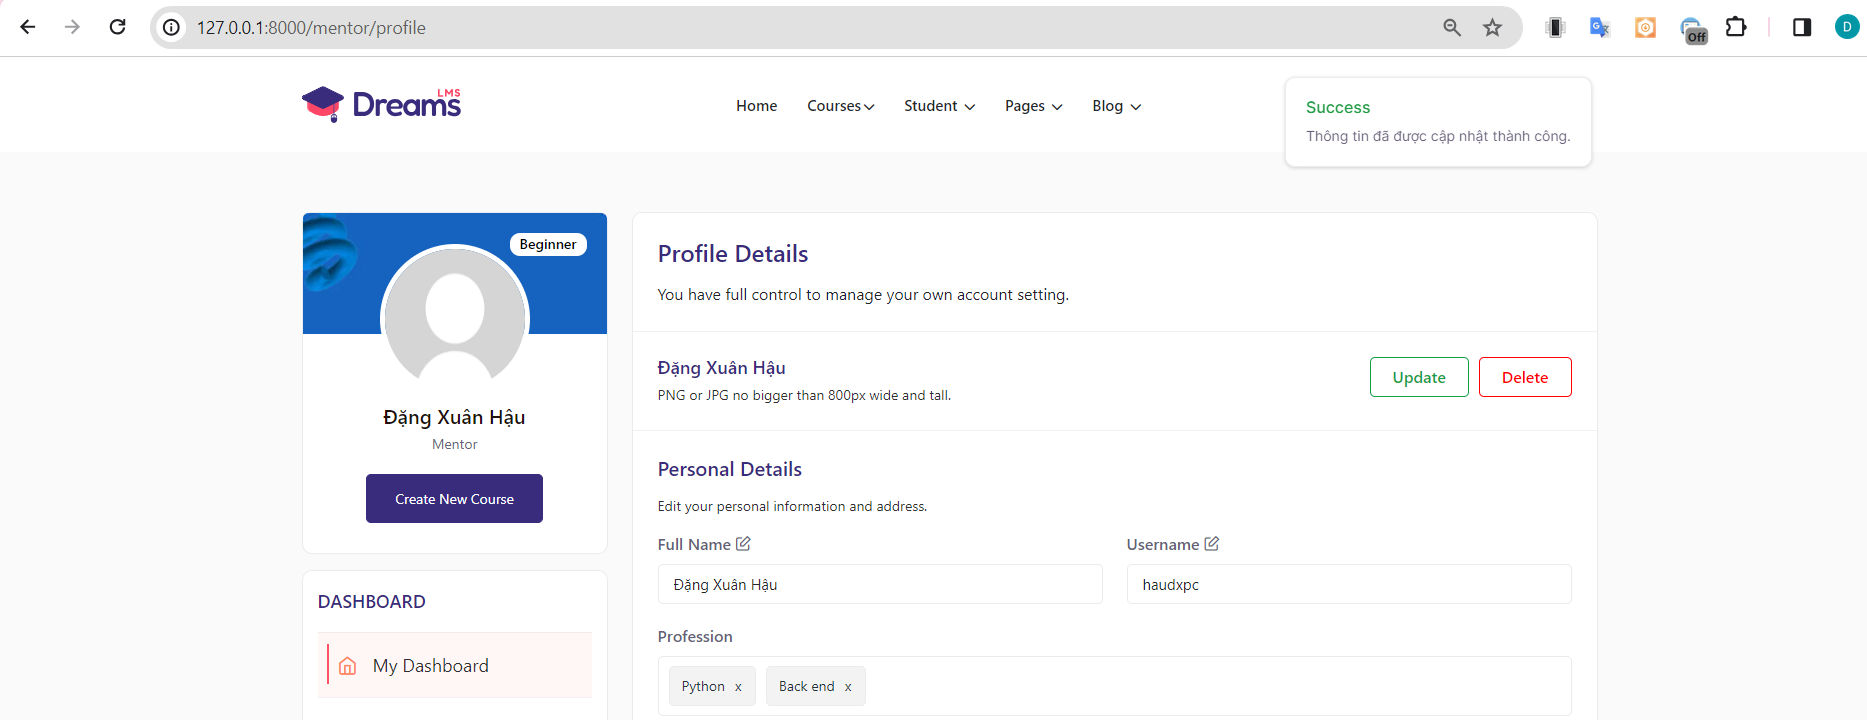 127.0.0.1:8000/mentor/profile
Off
D
Dreams LMS
Home Courses Student Pages Blog
Success
Thông tin đã được cập nhật thành công.
Beginner
Đặng Xuân Hậu
Mentor
Create New Course
DASHBOARD
My Dashboard
Profile Details
You have full control to manage your own account setting.
Đặng Xuân Hậu
PNG or JPG no bigger than 800px wide and tall.
Update Delete
Personal Details
Edit your personal information and address.
Full Name Username
Đặng Xuân Hậu haudxpc
Profession
Python x Back end x